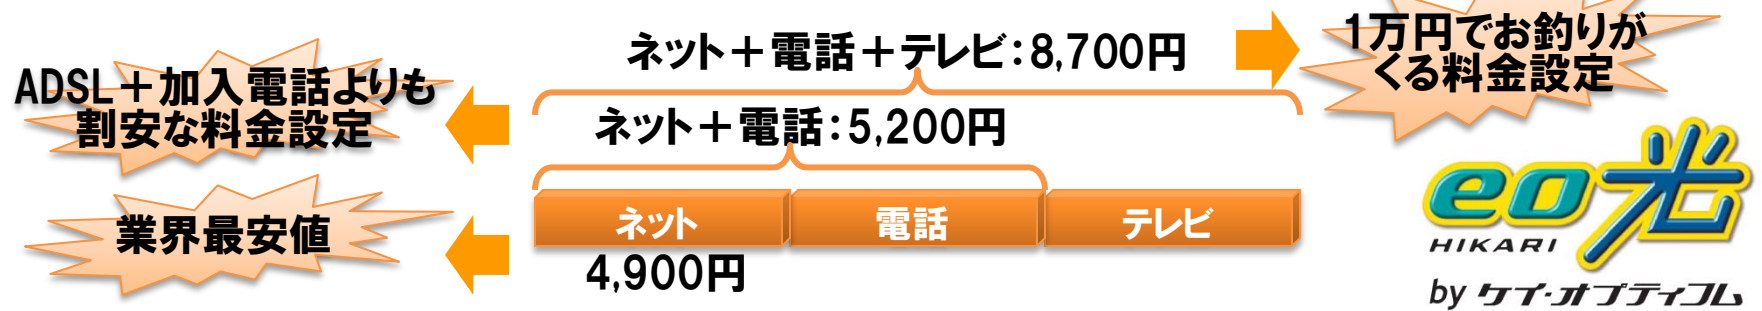 ネット＋電話＋テレビ：8,700円
1万円でお釣りが
くる料金設定
ADSL＋加入電話よりも
割安な料金設定
ネット＋電話：5,200円
業界最安値
ネット
電話
テレビ
4,900円
eo光
HIKARI
by ケイ・オプティコム